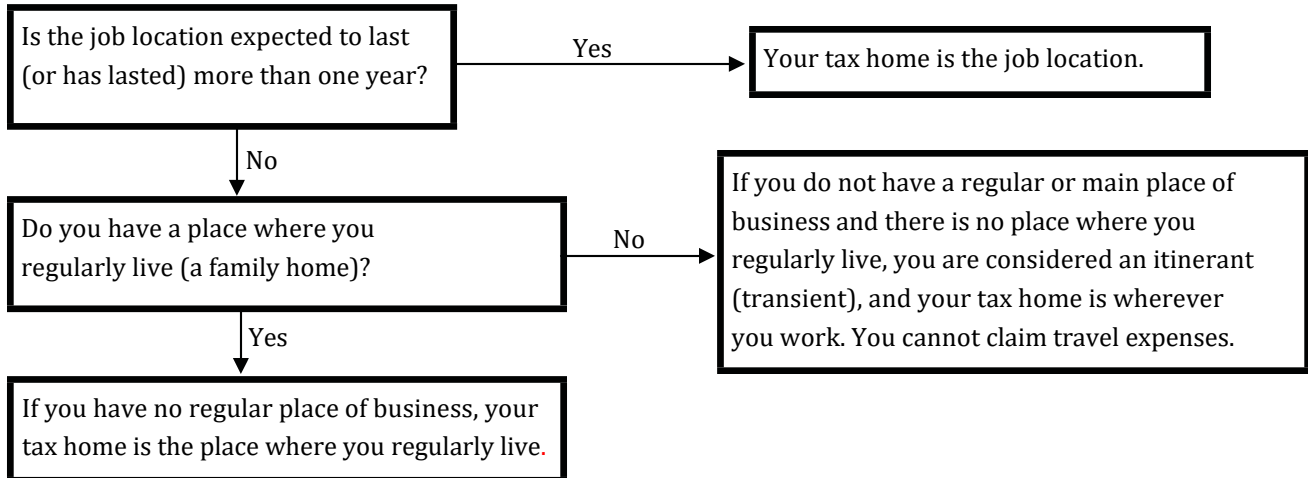 Is the job location expected to last
(or has lasted) more than one year?
Yes
Your tax home is the job location.
No
Do you have a place where you
regularly live (a family home)?
No
If you do not have a regular or main place of
business and there is no place where you
regularly live, you are considered an itinerant
(transient), and your tax home is wherever
you work. You cannot claim travel expenses.
Yes
If you have no regular place of business, your
tax home is the place where you regularly live.